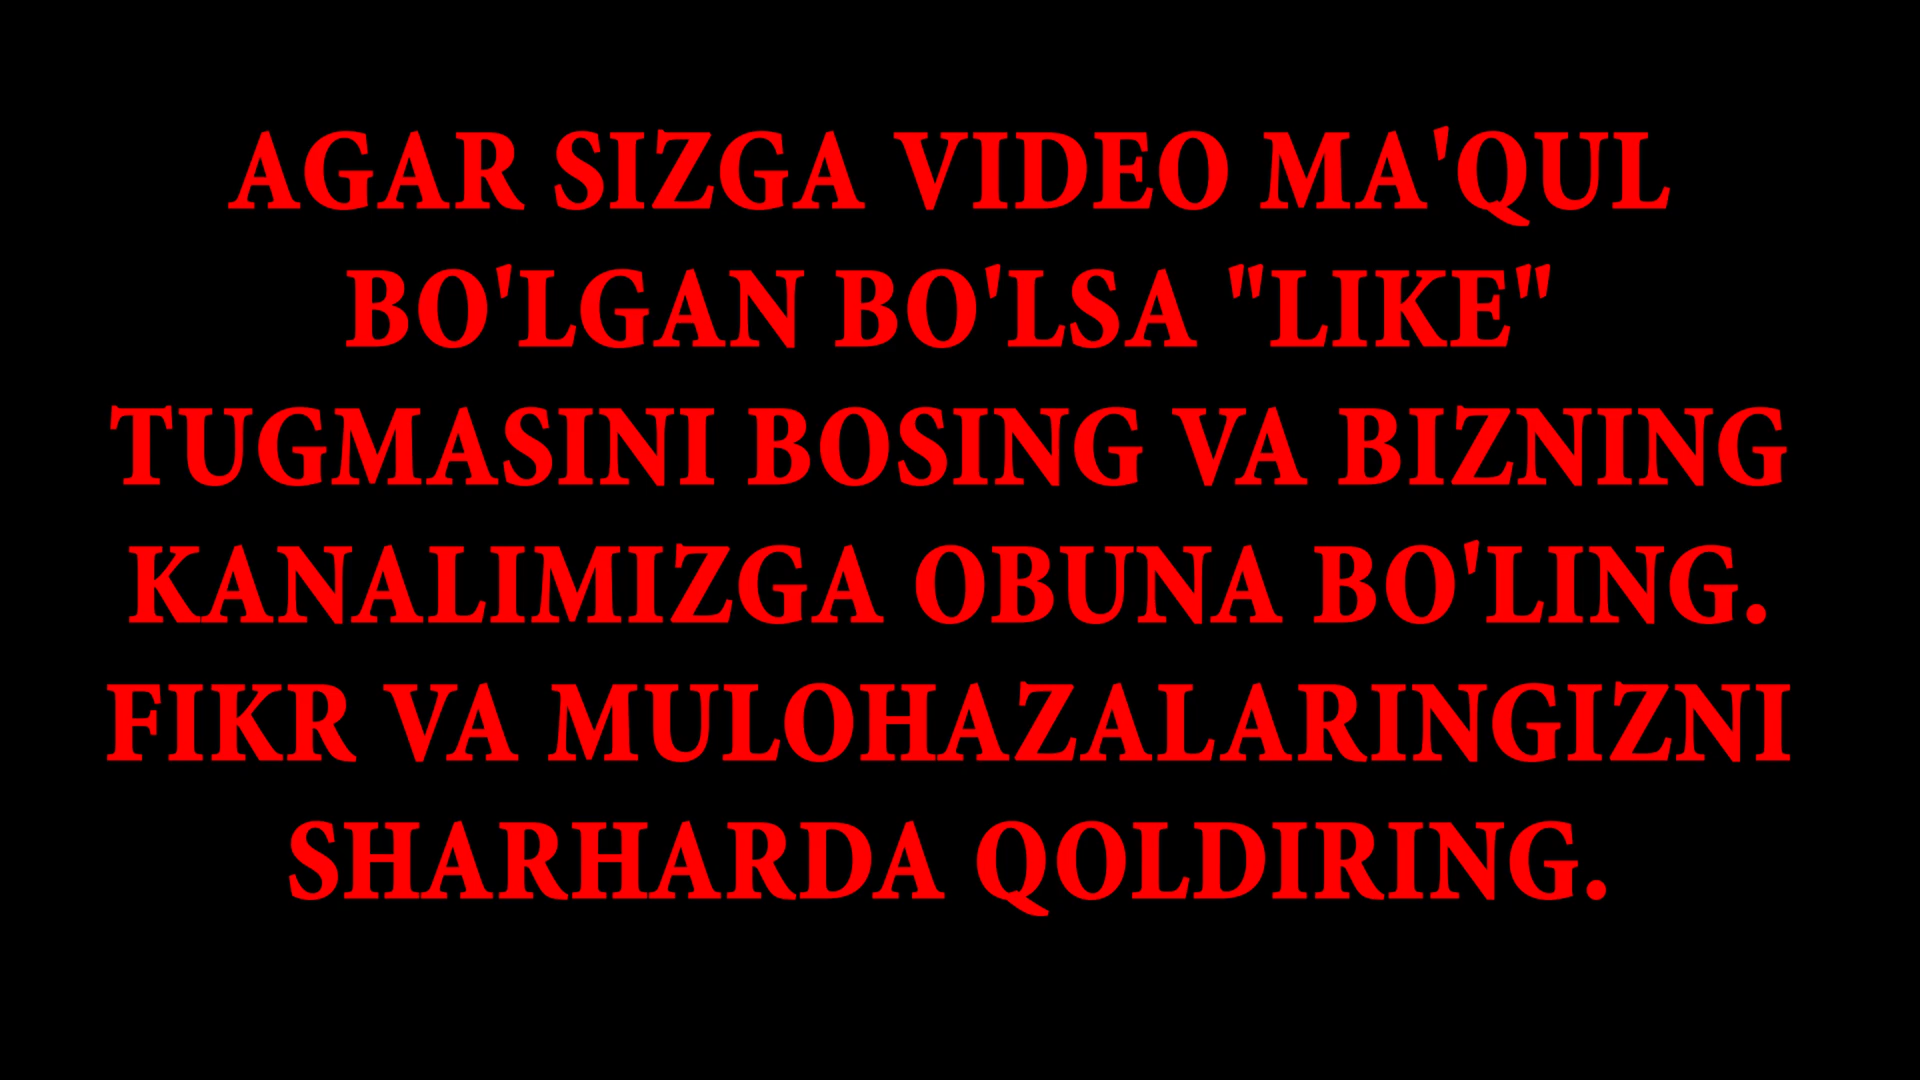 AGAR SIZGA VIDEO MA'QUL
BO'LGAN BO'LSA "LIKE"
TUGMASINI BOSING VA BIZNING
KANALIMIZGA OBUNA BO'LING.
FIKR VA MULOHAZALARINGIZNI
SHARHARDA QOLDIRING.